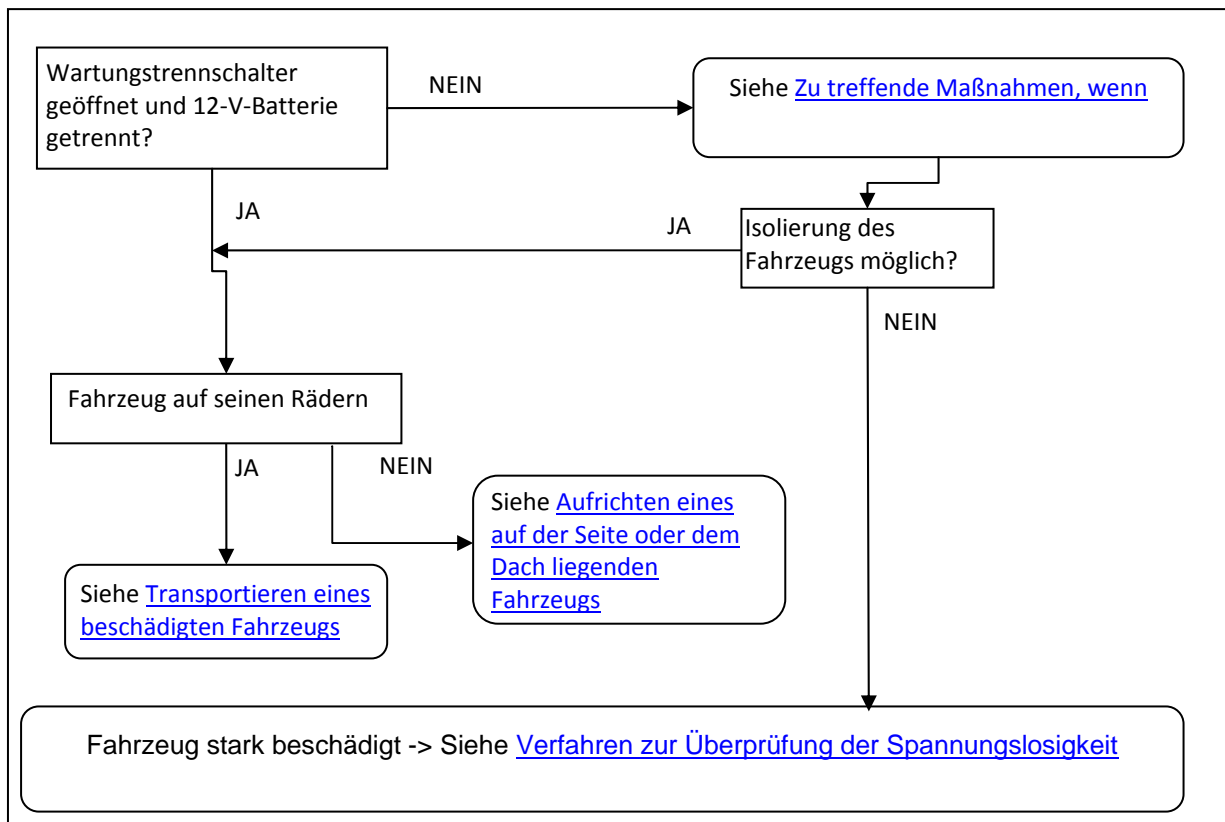 Wartungstrennschalter
geöffnet und 12-V-Batterie
getrennt?
NEIN
Siehe Zu treffende Maßnahmen, wenn
JA
JA
Isolierung des
Fahrzeugs möglich?
NEIN
Fahrzeug auf seinen Rädern
JA
NEIN
Siehe Aufrichten eines
auf der Seite oder dem
Dach liegenden
Fahrzeugs
Siehe Transportieren eines
beschädigten Fahrzeugs
Fahrzeug stark beschädigt -> Siehe Verfahren zur Überprüfung der Spannungslosigkeit